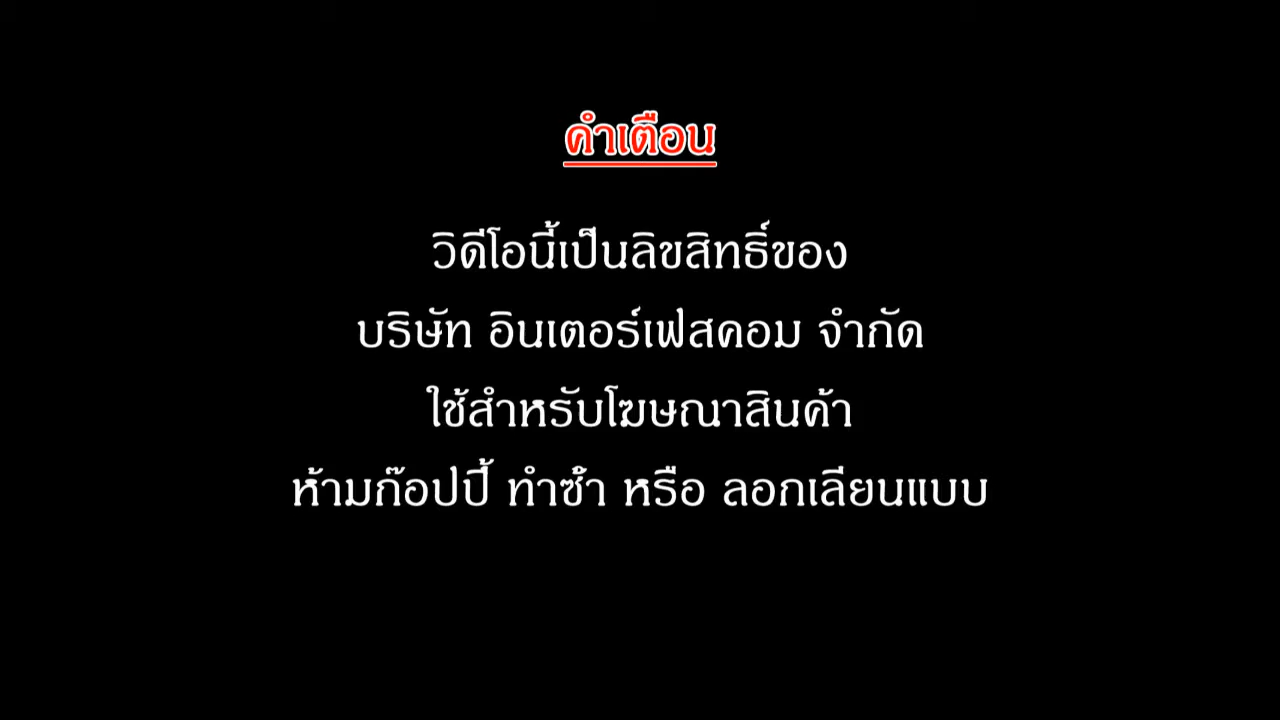 คำเตือน
วิดีโอนี้เป็นลิขสิทธิ์ของ
บริษัท อินเตอร์เฟสคอม จำกัด
ใช้สำหรับโฆษณาสินค้า
ห้ามก๊อปปี้ ทำซ้ำ หรือ ลอกเลียนแบบ